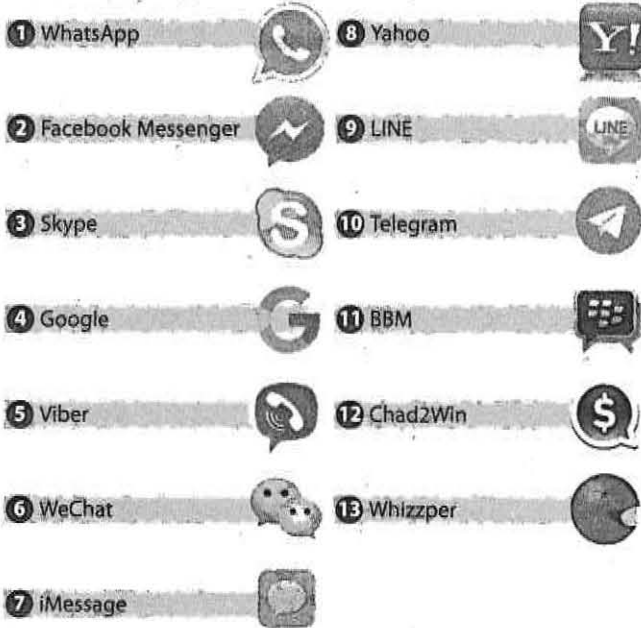 1 WhatsApp
2 Facebook Messenger
3 Skype
4 Google
5 Viber
6 WeChat
7 iMessage
8 Yahoo
Y!
9 LINE
LINE
10 Telegram
11 BBM
12 Chad2Win
$
13 Whizzper